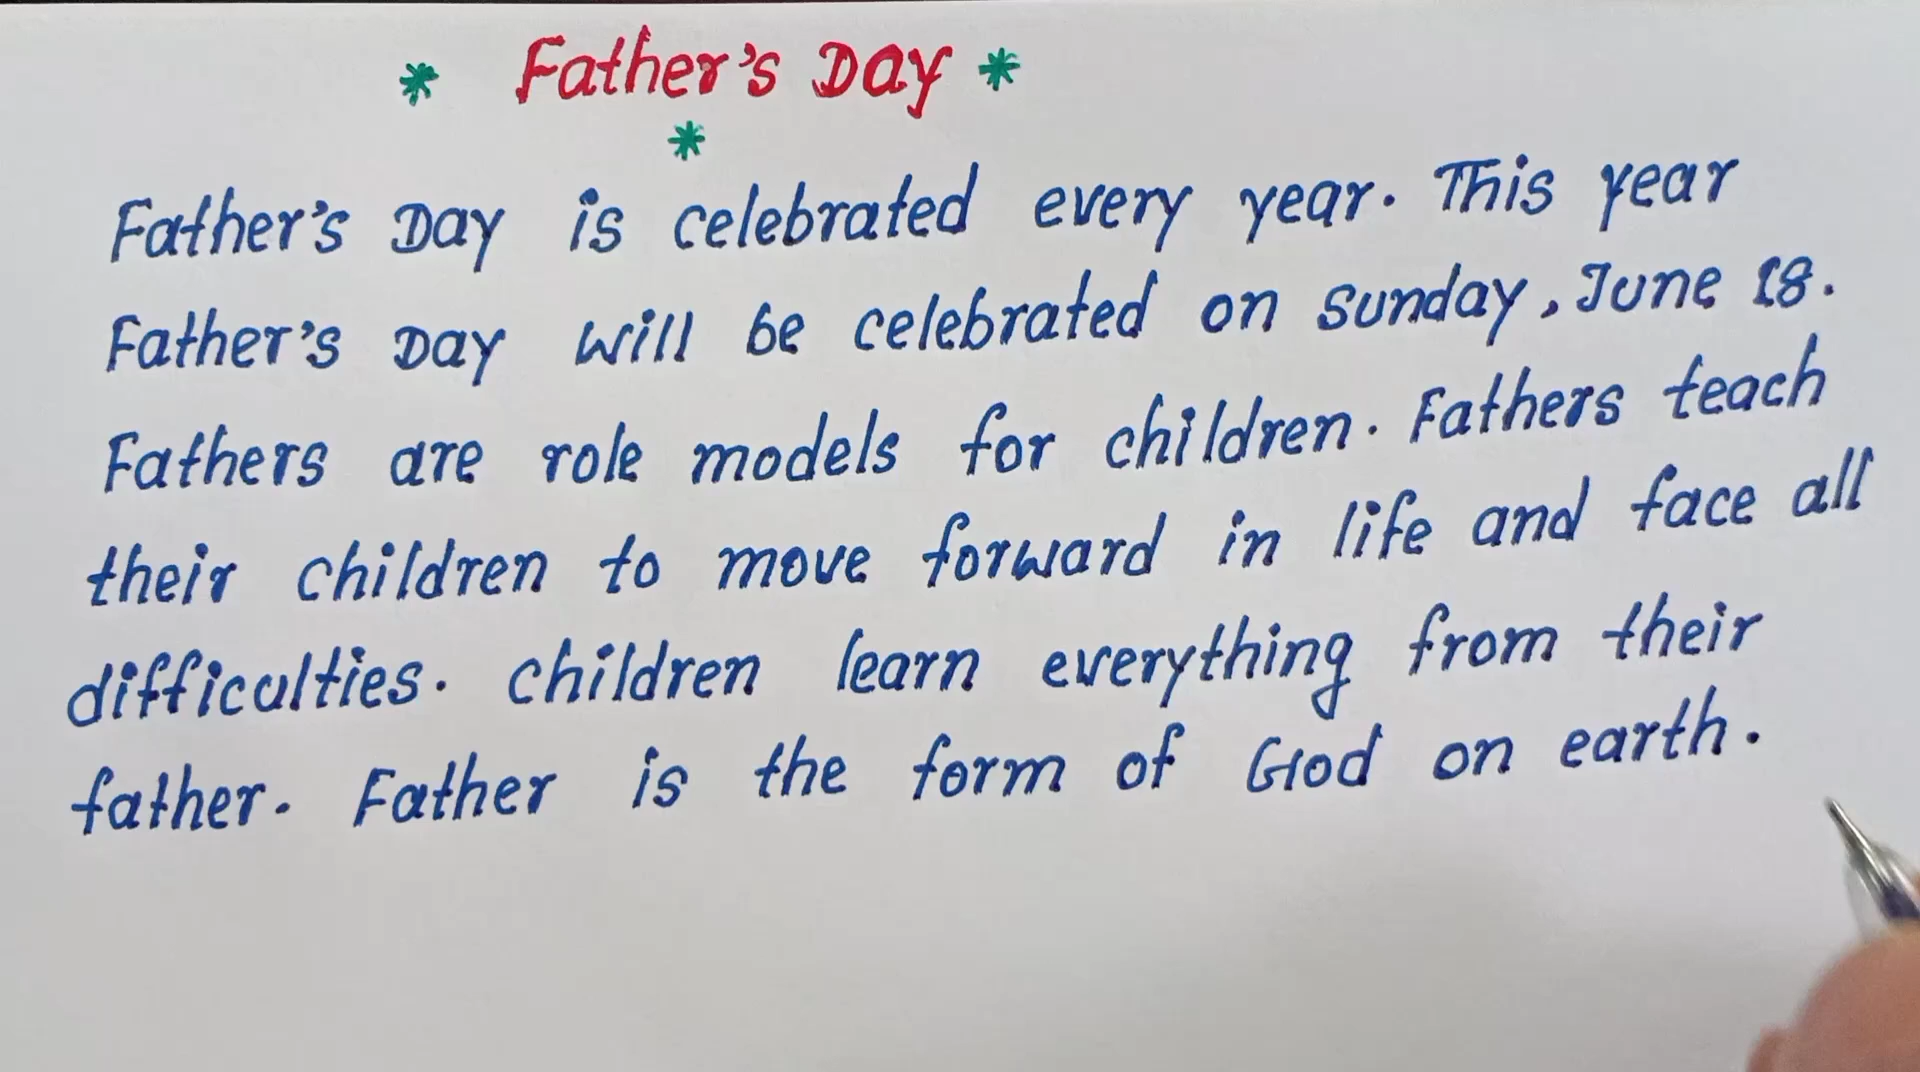 * Father's Day *
*
Father's Day is celebrated every year. This year
Father's Day will be celebrated on sunday, June 18.
Fathers are role models for children. Fathers teach
their children to move forward in life and face all
difficulties. children learn everything from their
father. Father is the form of God on earth.